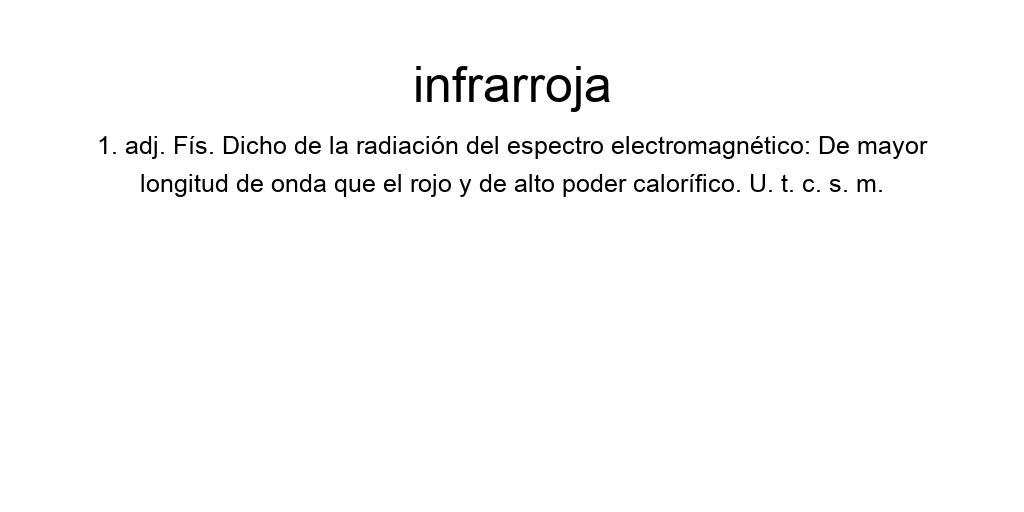 infrarroja
1. adj. Fís. Dicho de la radiación del espectro electromagnético: De mayor
longitud de onda que el rojo y de alto poder calorífico. U. t. c. s. m.